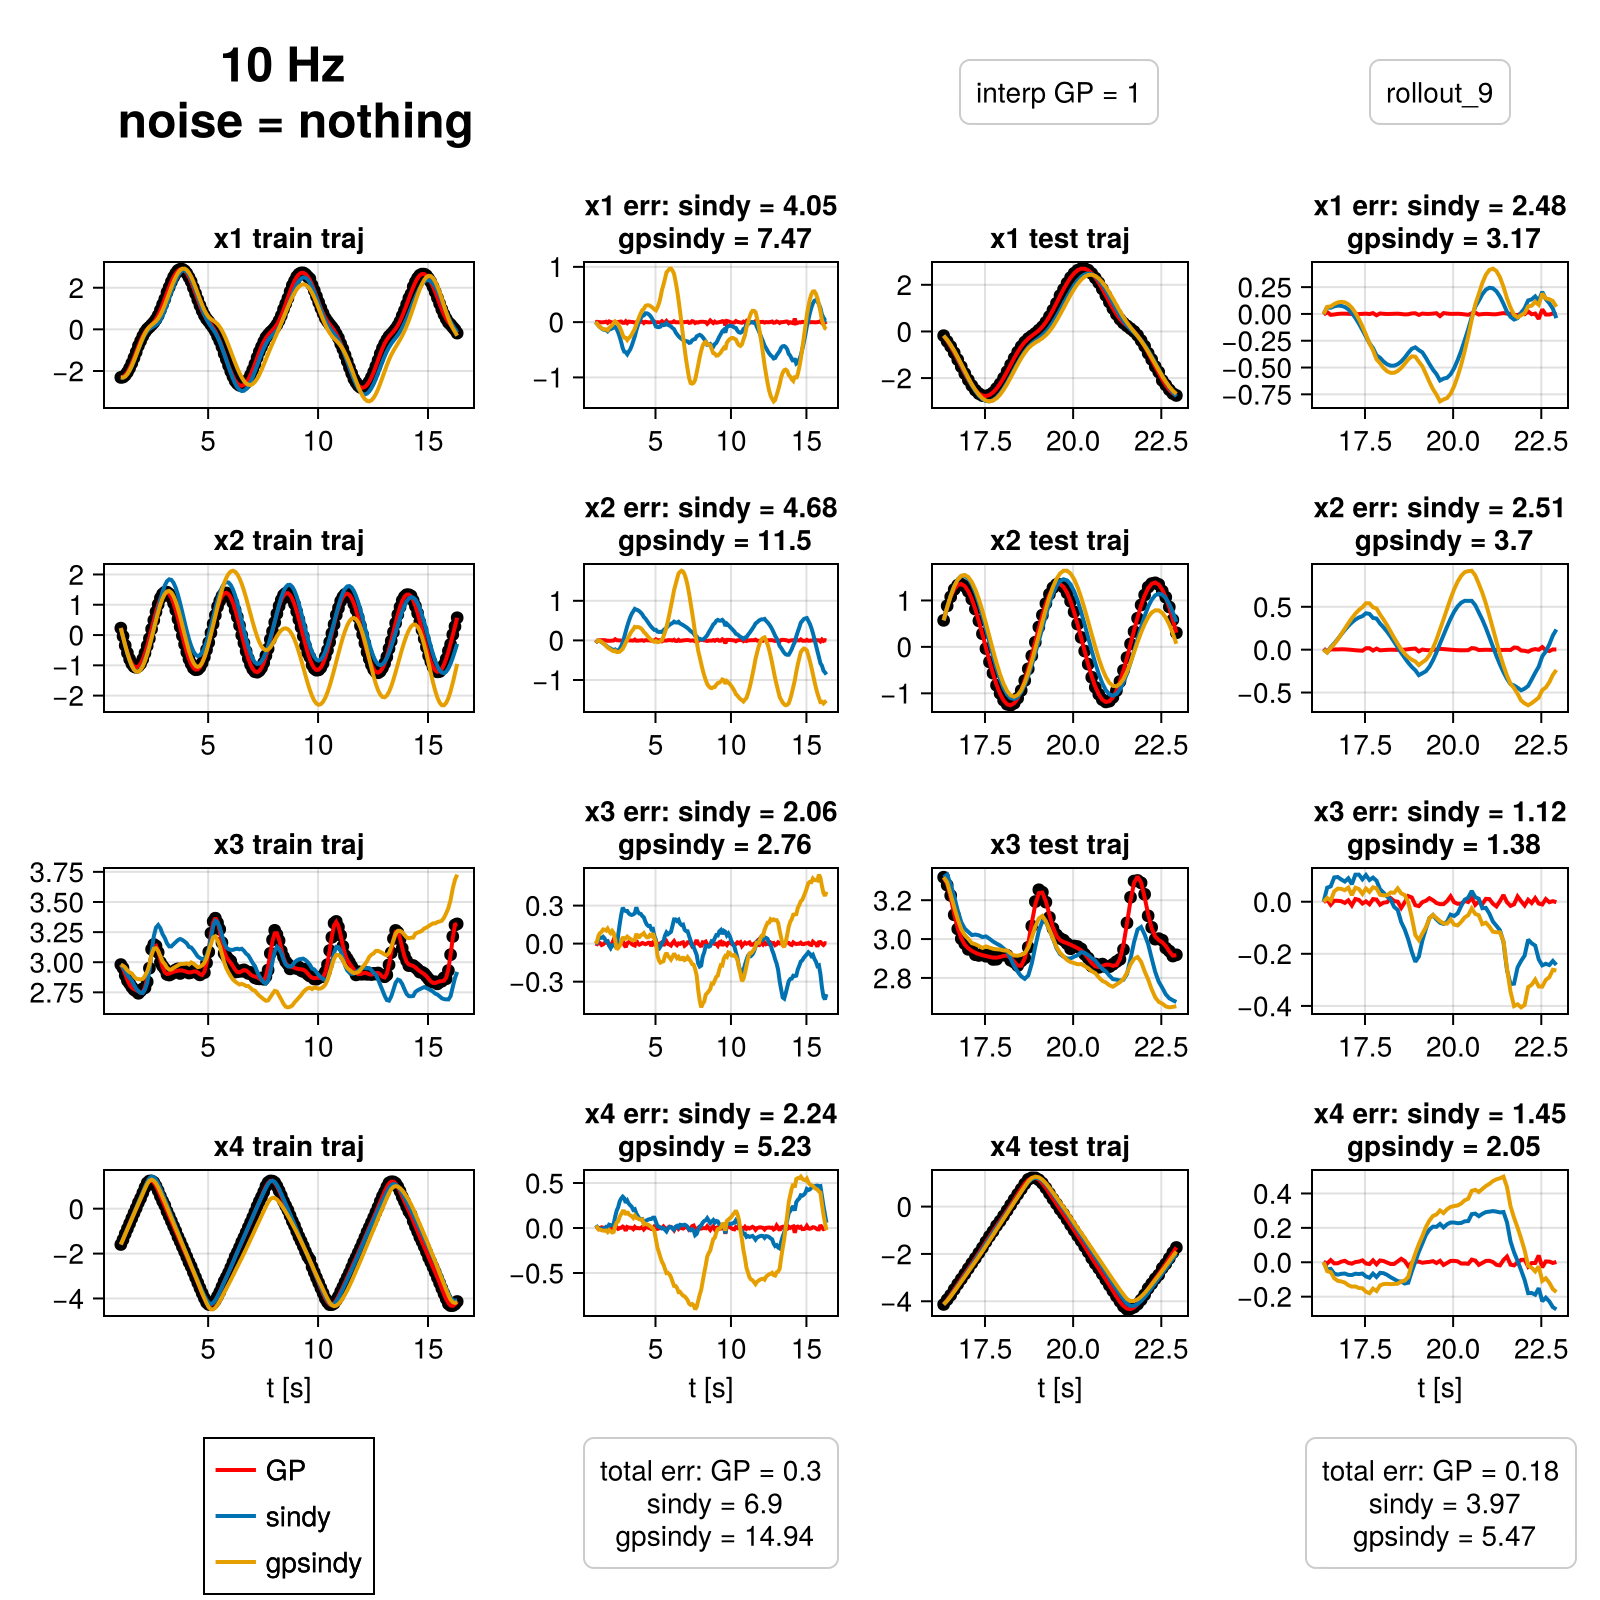 10 Hz
noise = nothing
interp GP = 1
rollout_9
x1 train traj
2
0
−2
5
10
15
x1 err: sindy = 4.05
gpsindy = 7.47
1
0
−1
5
10
15
x1 test traj
2
0
−2
17.5
20.0
22.5
x1 err: sindy = 2.48
gpsindy = 3.17
0.25
0.00
−0.25
−0.50
−0.75
17.5
20.0
22.5
x2 train traj
2
1
0
−1
−2
5
10
15
x2 err: sindy = 4.68
gpsindy = 11.5
1
0
−1
5
10
15
x2 test traj
1
0
−1
17.5
20.0
22.5
x2 err: sindy = 2.51
gpsindy = 3.7
0.5
0.0
−0.5
17.5
20.0
22.5
x3 train traj
3.75
3.50
3.25
3.00
2.75
5
10
15
x3 err: sindy = 2.06
gpsindy = 2.76
0.3
0.0
−0.3
5
10
15
x3 test traj
3.2
3.0
2.8
17.5
20.0
22.5
x3 err: sindy = 1.12
gpsindy = 1.38
0.0
−0.2
−0.4
17.5
20.0
22.5
x4 train traj
0
−2
−4
5
10
15
t [s]
x4 err: sindy = 2.24
gpsindy = 5.23
0.5
0.0
−0.5
5
10
15
t [s]
x4 test traj
0
−2
−4
17.5
20.0
22.5
t [s]
x4 err: sindy = 1.45
gpsindy = 2.05
0.4
0.2
0.0
−0.2
17.5
20.0
22.5
t [s]
GP
sindy
gpsindy
total err: GP = 0.3
sindy = 6.9
gpsindy = 14.94
total err: GP = 0.18
sindy = 3.97
gpsindy = 5.47